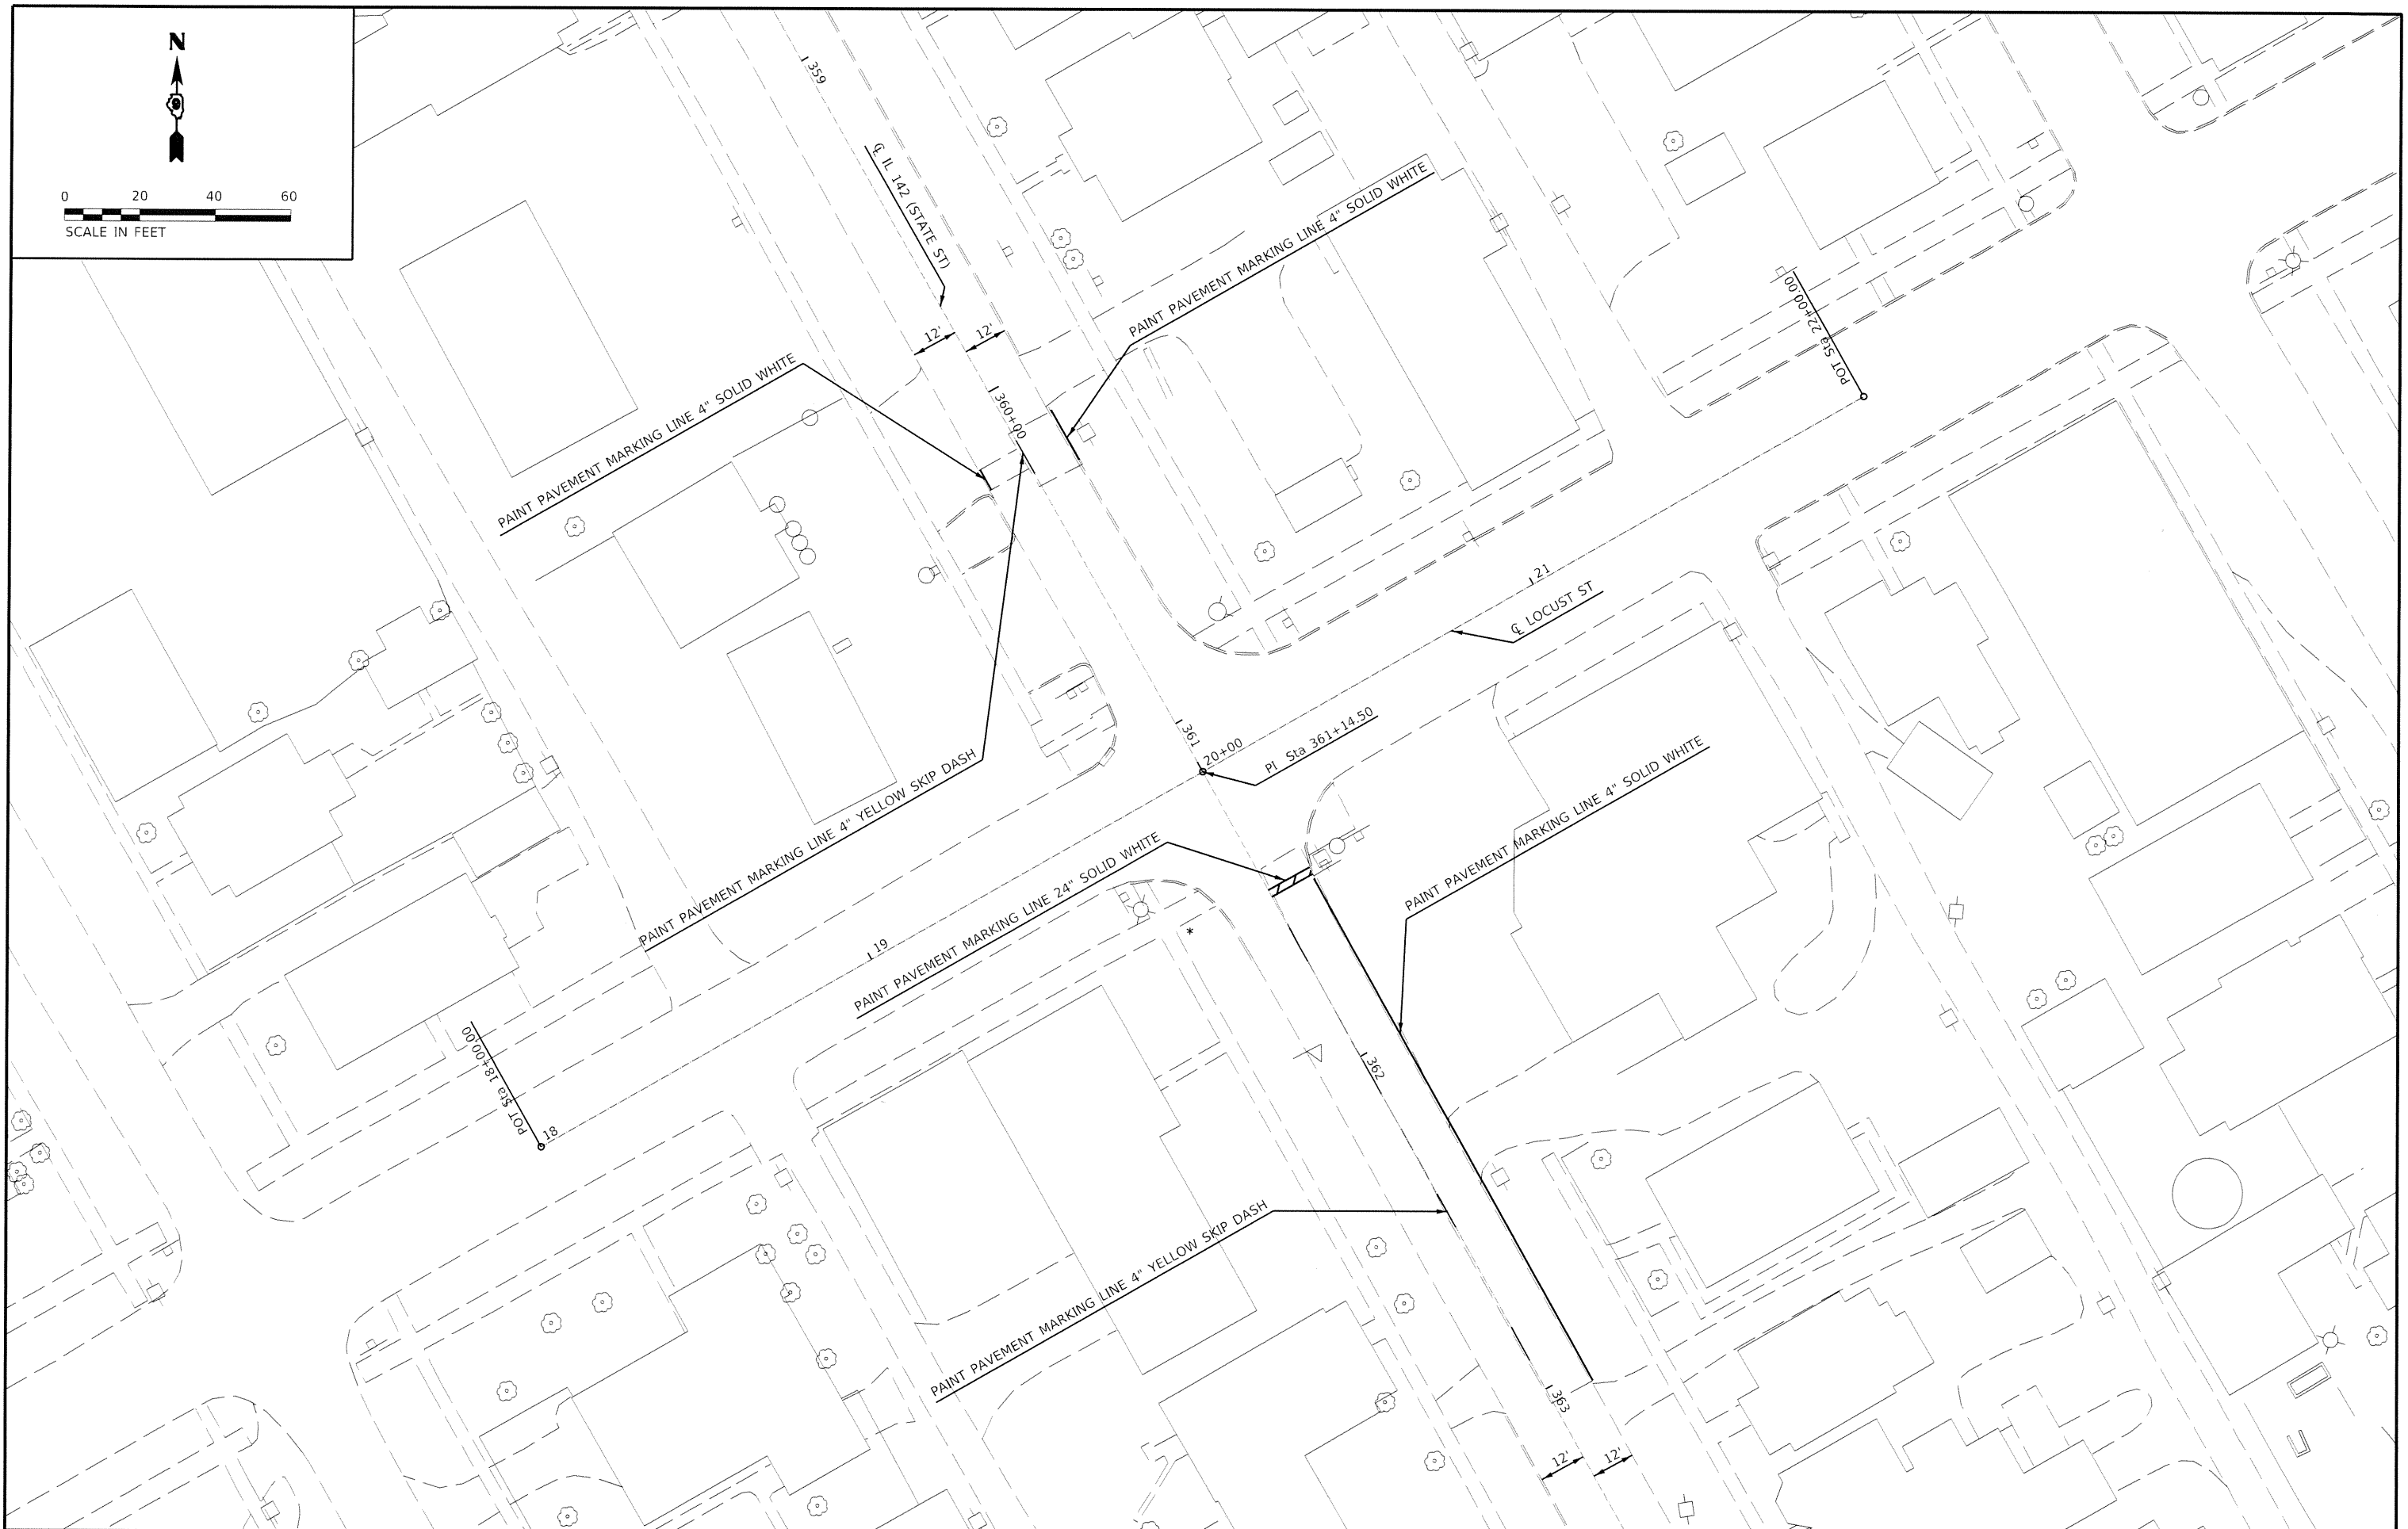 N
0 20 40 60
SCALE IN FEET
359
℄ IL 142 (STATE ST)
PAINT PAVEMENT MARKING LINE 4" SOLID WHITE
12' 12'
PAINT PAVEMENT MARKING LINE 4" SOLID WHITE
360+00
POT Sta 22+00.00
21
℄ LOCUST ST
361
20+00
PI Sta 361+14.50
PAINT PAVEMENT MARKING LINE 4" YELLOW SKIP DASH
PAINT PAVEMENT MARKING LINE 24" SOLID WHITE
PAINT PAVEMENT MARKING LINE 4" SOLID WHITE
19
*
POT Sta 18+00.00
18
362
PAINT PAVEMENT MARKING LINE 4" YELLOW SKIP DASH
363
12' 12'